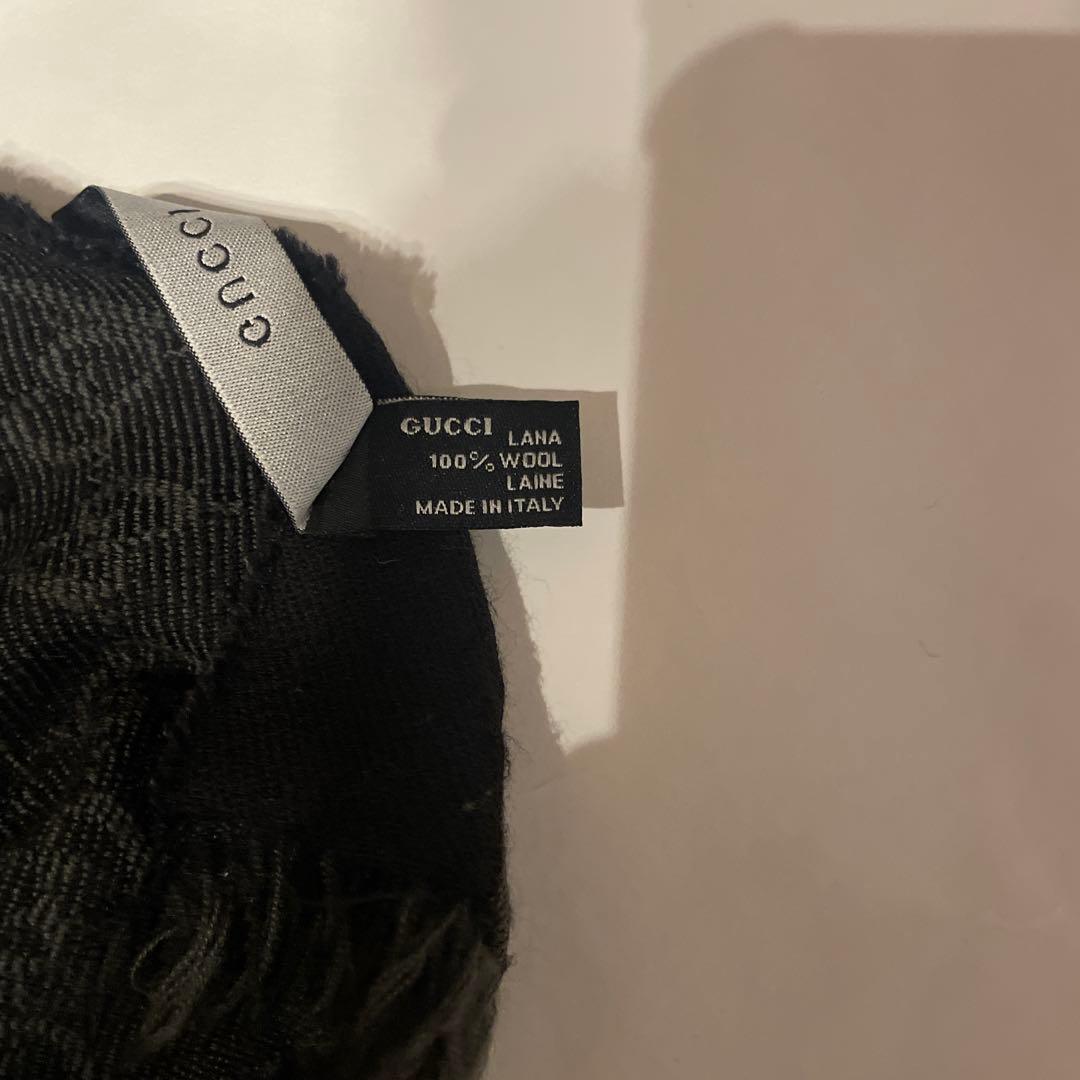 GUCCI
GUCCI LANA
100% WOOL
LAINE
MADE IN ITALY